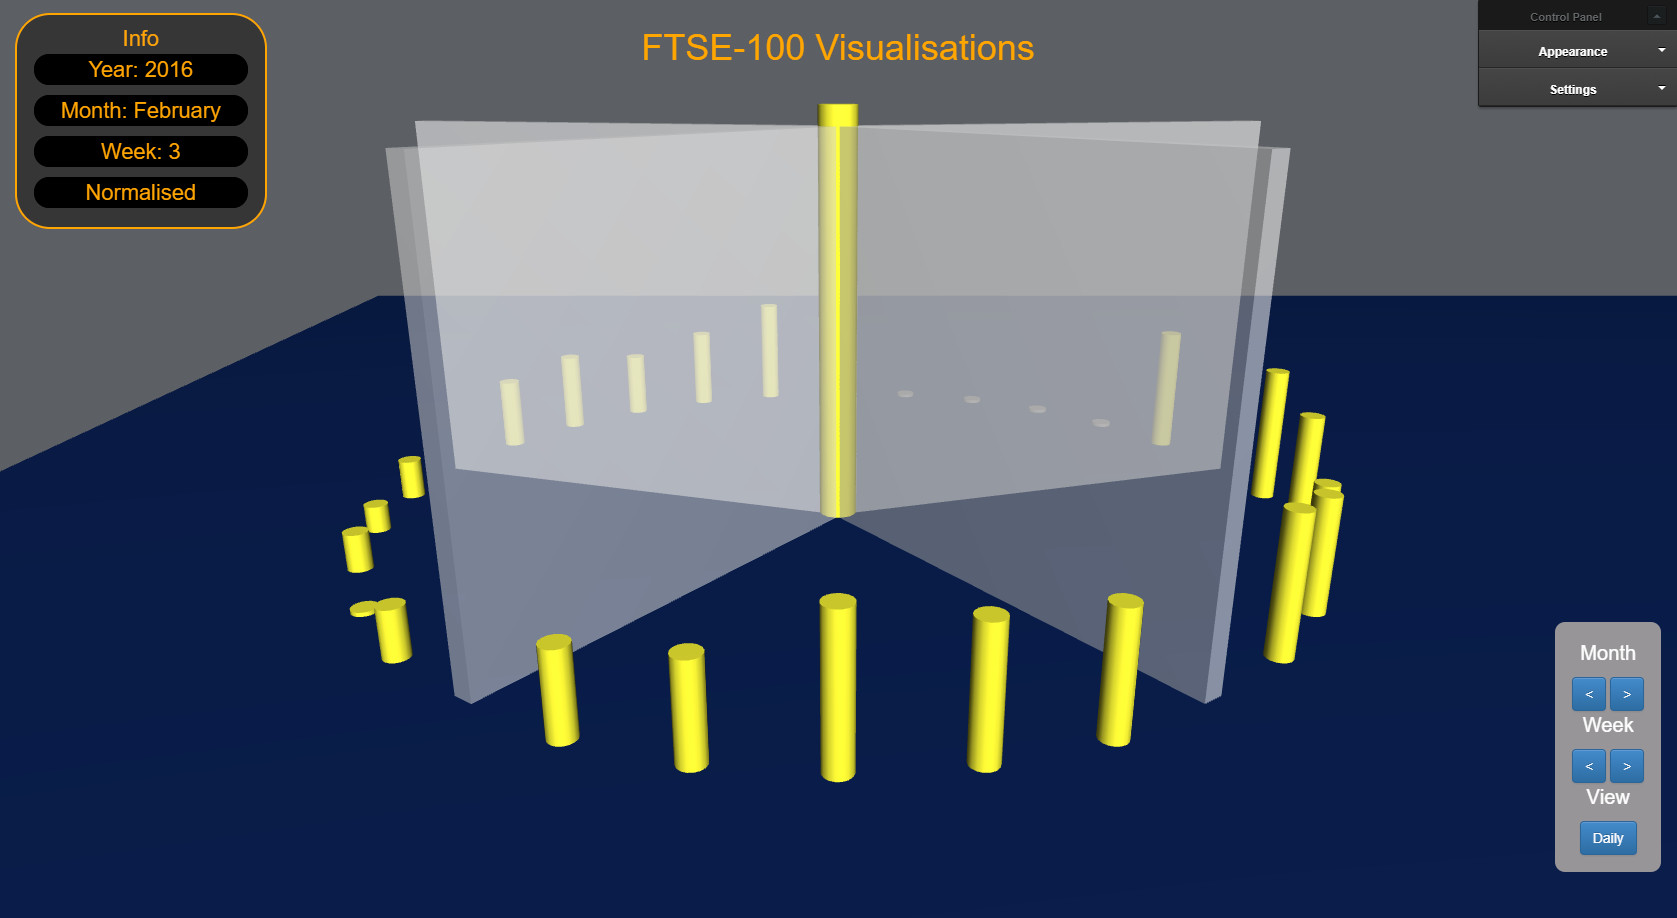 Info
Year: 2016
Month: February
Week: 3
Normalised
FTSE-100 Visualisations
Control Panel
Appearance
Settings
Month
< >
Week
< >
View
Daily